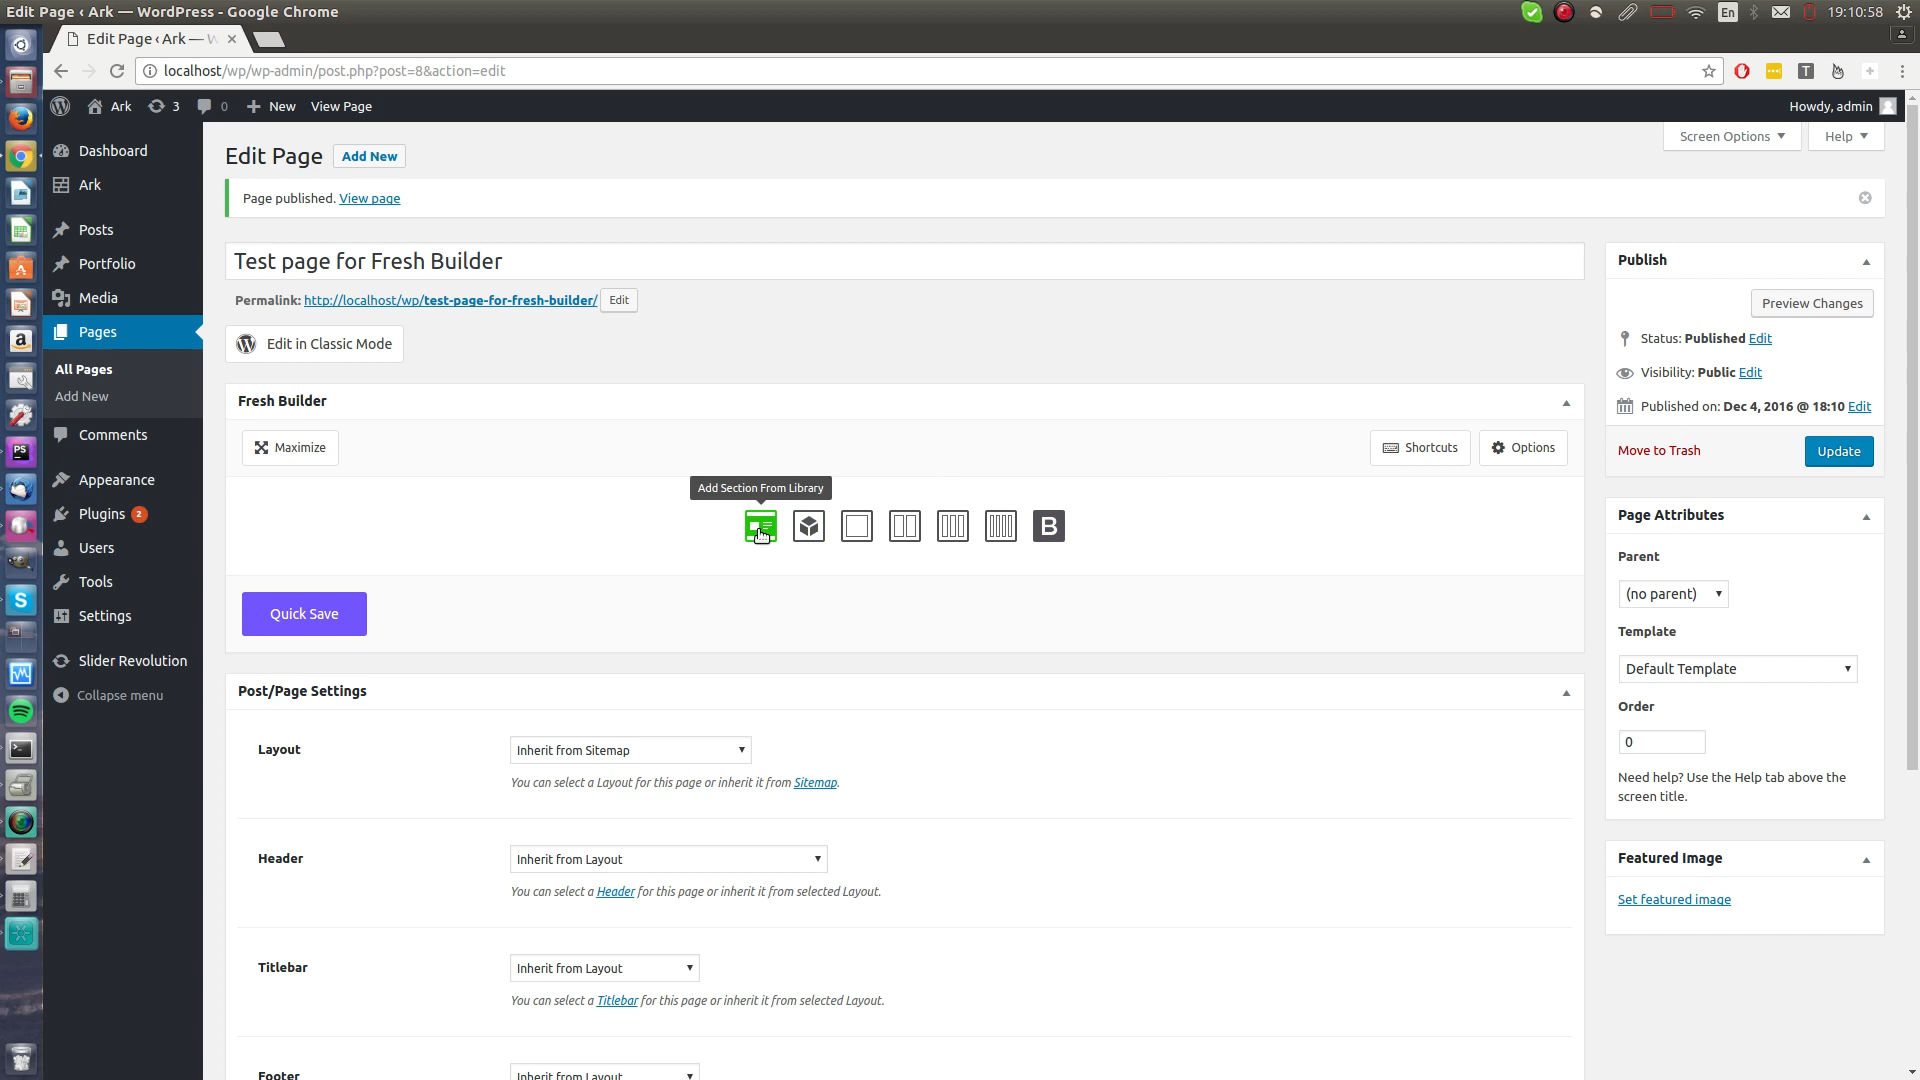 Edit Page ‹ Ark — WordPress - Google Chrome
En
19:10:58
Edit Page ‹ Ark — W
localhost/wp/wp-admin/post.php?post=8&action=edit
T
Ark
3
0
New
View Page
Howdy, admin
Screen Options
Help
Dashboard
Ark
Posts
Portfolio
Media
Pages
All Pages
Add New
Comments
Appearance
Plugins 2
Users
Tools
Settings
Slider Revolution
Collapse menu
Edit Page
Add New
Page published. View page
Test page for Fresh Builder
Permalink: http://localhost/wp/test-page-for-fresh-builder/
Edit
Edit in Classic Mode
Fresh Builder
Maximize
Shortcuts
Options
Add Section From Library
B
Quick Save
Post/Page Settings
Layout
Inherit from Sitemap
You can select a Layout for this page or inherit it from Sitemap.
Header
Inherit from Layout
You can select a Header for this page or inherit it from selected Layout.
Titlebar
Inherit from Layout
You can select a Titlebar for this page or inherit it from selected Layout.
Footer
Inherit from Layout
Publish
Preview Changes
Status: Published Edit
Visibility: Public Edit
Published on: Dec 4, 2016 @ 18:10 Edit
Move to Trash
Update
Page Attributes
Parent
(no parent)
Template
Default Template
Order
0
Need help? Use the Help tab above the
screen title.
Featured Image
Set featured image
PS
S
a